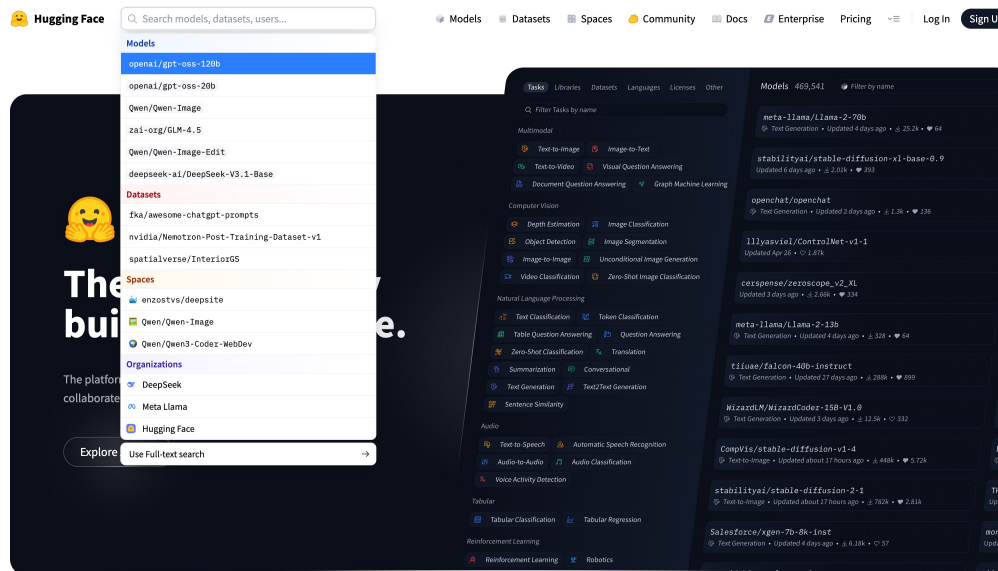 Hugging Face
Search models, datasets, users...
Models
Datasets
Spaces
Community
Docs
Enterprise
Pricing
Log In
Sign U
Models
openai/gpt-oss-120b
openai/gpt-oss-20b
Qwen/Qwen-Image
zai-org/GLM-4.5
Qwen/Qwen-Image-Edit
deepseek-ai/DeepSeek-V3.1-Base
Datasets
fka/awesome-chatgpt-prompts
nvidia/Nemotron-Post-Training-Dataset-v1
spatialverse/InteriorGS
Spaces
enzostvs/deepsite
Qwen/Qwen-Image
Qwen/Qwen3-Coder-WebDev
Organizations
DeepSeek
Meta Llama
Hugging Face
Use Full-text search
The
y
bui
e.
The platfor
collaborate
Explore
Tasks Libraries Datasets Languages Licenses Other
Filter Tasks by name
Multimodal
Text-to-Image Image-to-Text
Text-to-Video Visual Question Answering
Document Question Answering Graph Machine Learning
Computer Vision
Depth Estimation Image Classification
Object Detection Image Segmentation
Image-to-Image Unconditional Image Generation
Video Classification Zero-Shot Image Classification
Natural Language Processing
Text Classification Token Classification
Table Question Answering Question Answering
Zero-Shot Classification Translation
Summarization Conversational
Text Generation Text2Text Generation
Sentence Similarity
Audio
Text-to-Speech Automatic Speech Recognition
Audio-to-Audio Audio Classification
Voice Activity Detection
Tabular
Tabular Classification Tabular Regression
Reinforcement Learning
Reinforcement Learning Robotics
Models 469,541 Filter by name
meta-llama/Llama-2-70b
Text Generation • Updated 4 days ago • 25.2k • 64
stabilityai/stable-diffusion-xl-base-0.9
Updated 6 days ago • 2.01k • 393
openchat/openchat
Text Generation • Updated 2 days ago • 1.3k • 136
lllyasviel/ControlNet-v1-1
Updated Apr 26 • 1.87k
cerspense/zeroscope_v2_XL
Updated 3 days ago • 2.66k • 334
meta-llama/Llama-2-13b
Text Generation • Updated 4 days ago • 328 • 64
tiiuae/falcon-40b-instruct
Text Generation • Updated 27 days ago • 288k • 899
WizardLM/WizardCoder-15B-V1.0
Text Generation • Updated 3 days ago • 12.5k • 332
CompVis/stable-diffusion-v1-4
Text-to-Image • Updated about 17 hours ago • 448k • 5.72k
stabilityai/stable-diffusion-2-1
Text-to-Image • Updated about 17 hours ago • 782k • 2.81k
Salesforce/xgen-7b-8k-inst
Text Generation • Updated 4 days ago • 6.18k • 57